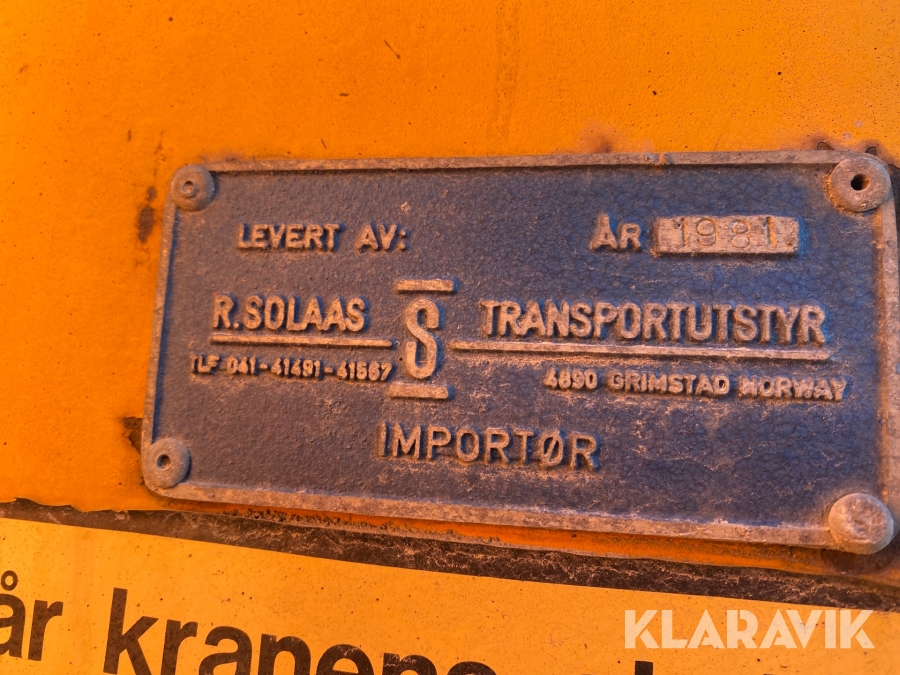 LEVERT AV: ÅR 1981
R. SOLAAS S TRANSPORTUTSTYR
TLF 041-41491-41567 4890 GRIMSTAD NORWAY
IMPORTØR
år kranens
KLARAVIK